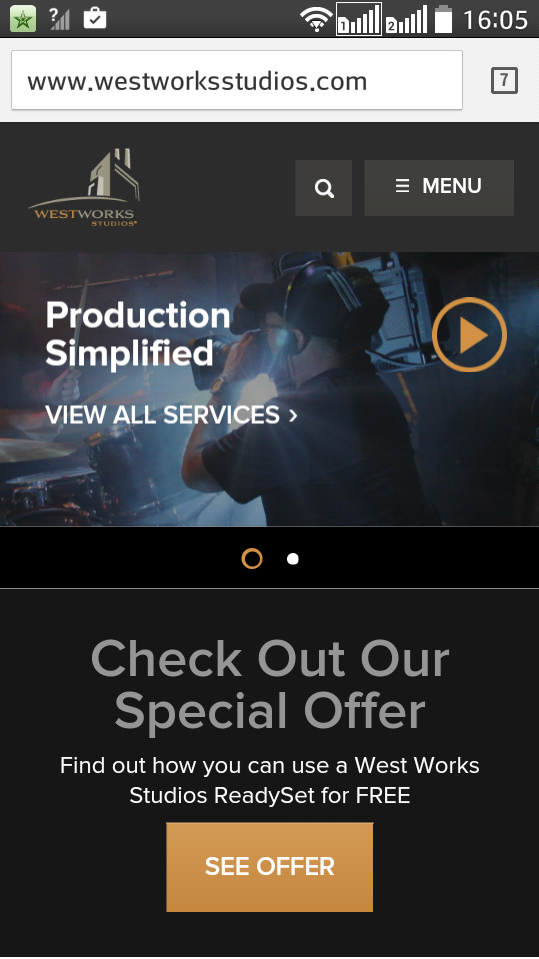 16:05
www.westworksstudios.com
7
WESTWORKS
STUDIOS
☰ MENU
Production
Simplified
VIEW ALL SERVICES ›
Check Out Our
Special Offer
Find out how you can use a West Works
Studios ReadySet for FREE
SEE OFFER